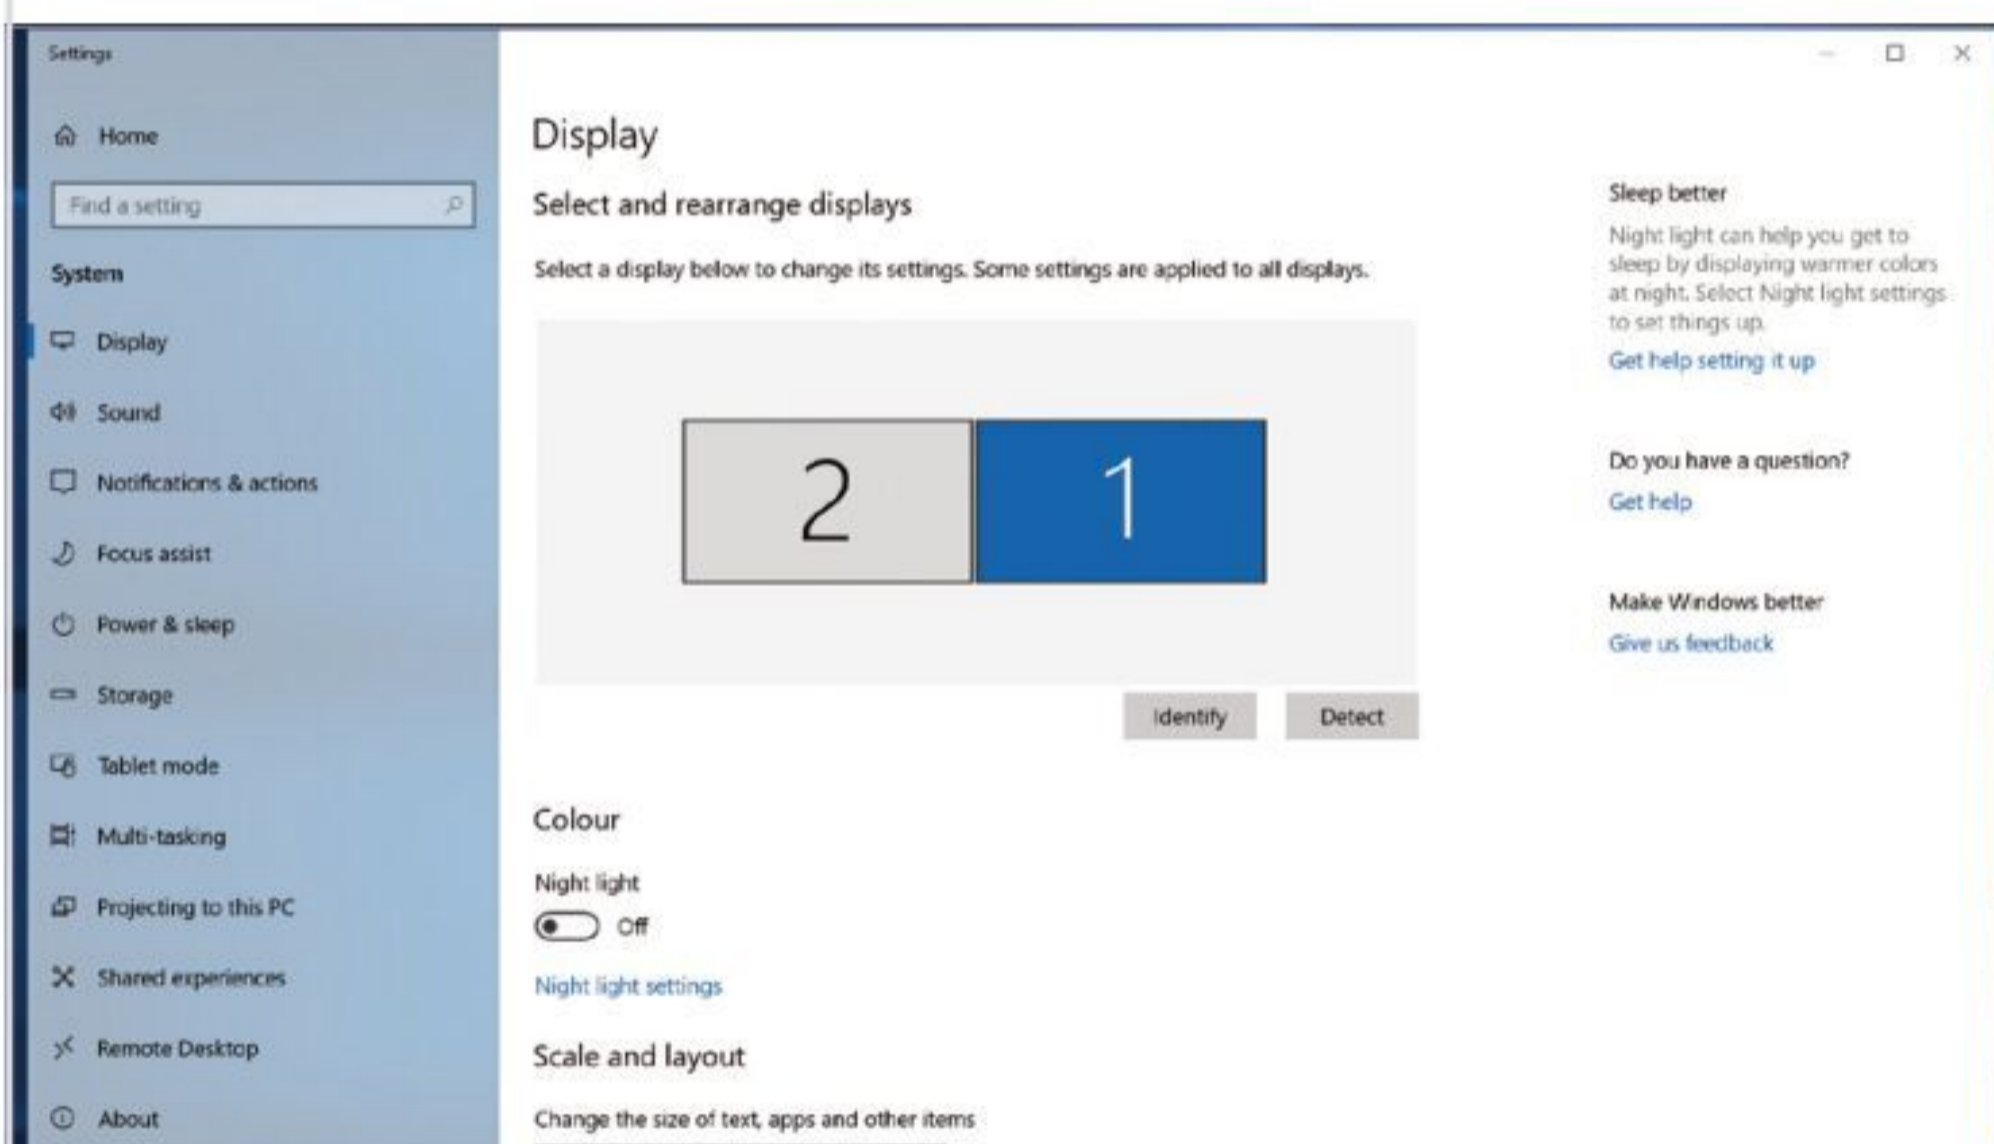 Settings
Home
Find a setting
System
Display
Sound
Notifications & actions
Focus assist
Power & sleep
Storage
Tablet mode
Multi-tasking
Projecting to this PC
Shared experiences
Remote Desktop
About
Display
Select and rearrange displays
Select a display below to change its settings. Some settings are applied to all displays.
2 1
Identify Detect
Colour
Night light
Off
Night light settings
Scale and layout
Change the size of text, apps and other items
Sleep better
Night light can help you get to
sleep by displaying warmer colors
at night. Select Night light settings
to set things up.
Get help setting it up
Do you have a question?
Get help
Make Windows better
Give us feedback